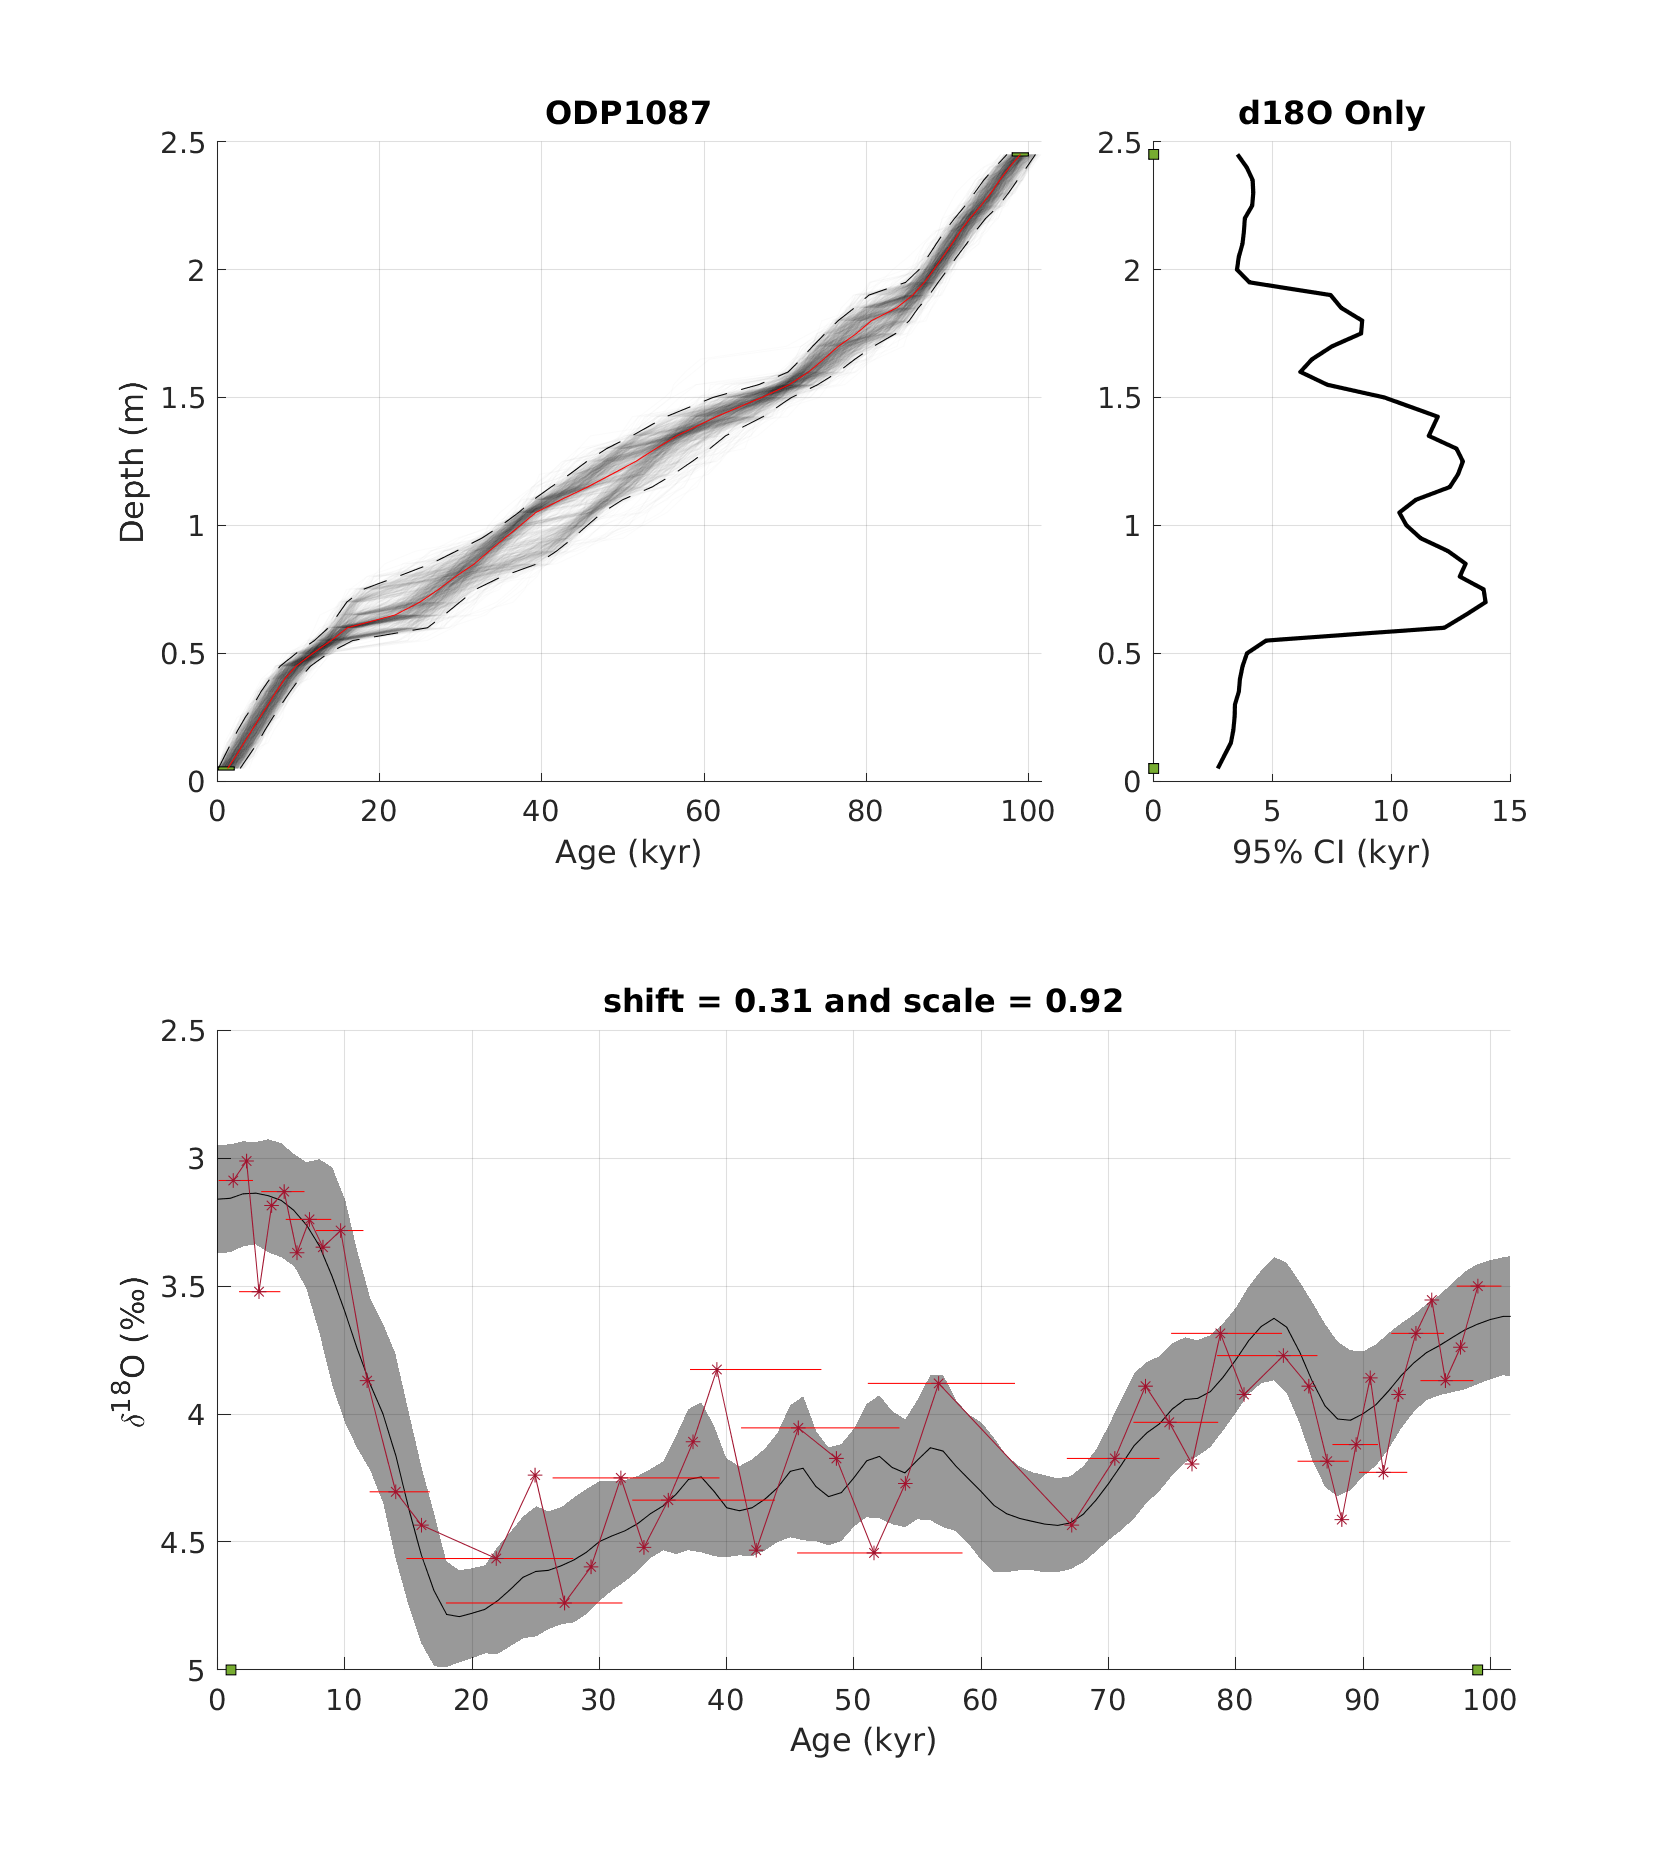 ODP1087
d18O Only
2.5
2
1.5
1
0.5
0
Depth (m)
0 20 40 60 80 100
Age (kyr)
2.5
2
1.5
1
0.5
0
0 5 10 15
95% CI (kyr)
shift = 0.31 and scale = 0.92
2.5
3
3.5
4
4.5
5
δ18O (‰)
0 10 20 30 40 50 60 70 80 90 100
Age (kyr)